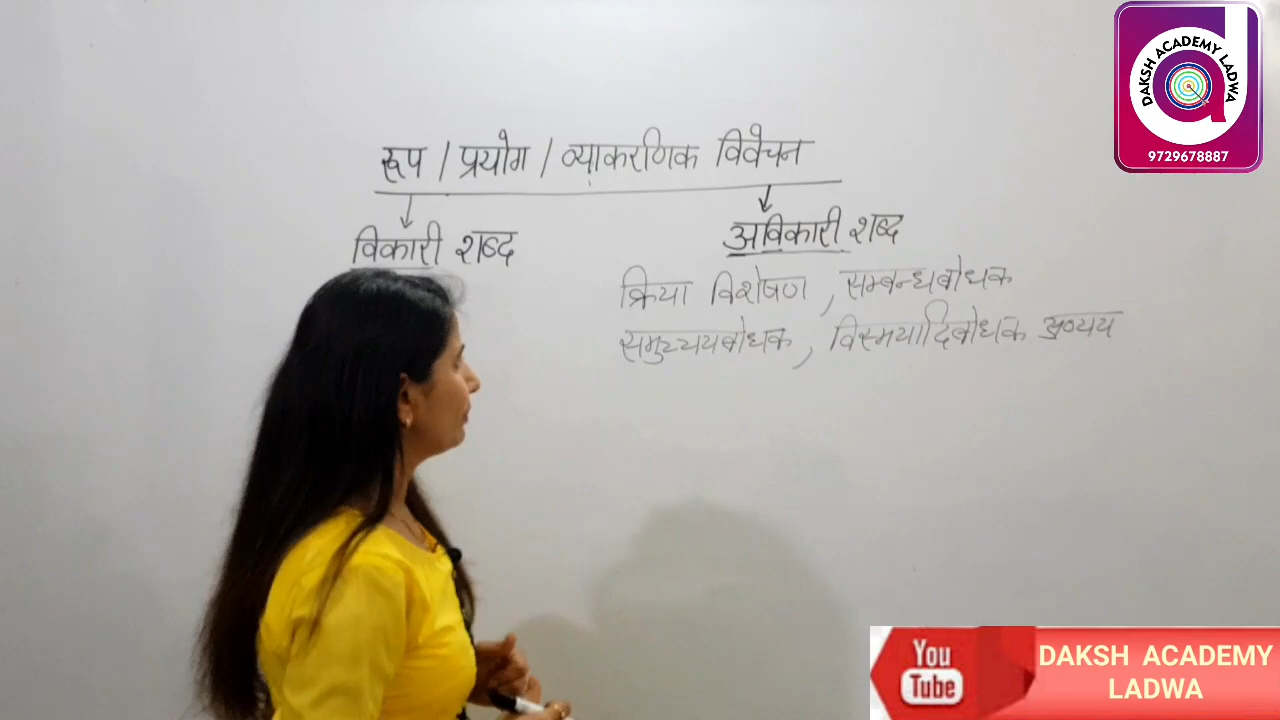 रूप / प्रयोग / व्याकरणिक विवेचन
विकारी शब्द
अविकारी शब्द
क्रिया विशेषण , सम्बन्धबोधक
समुच्चयबोधक , विस्मयादिबोधक अव्यय
DAKSH ACADEMY LADWA
9729678887
You
Tube
DAKSH ACADEMY
LADWA